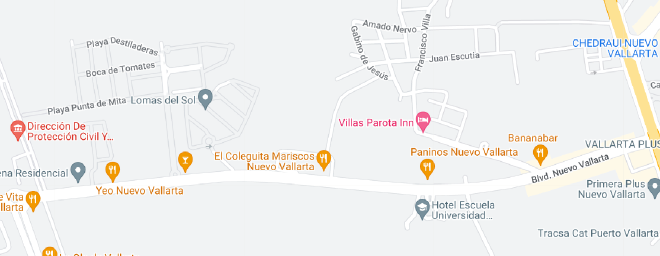 Amado Nervo
Gabino de Jesús
Francisco Villa
Playa Destiladeras
Juan Escutia
CHEDRAUI NUEVO
VALLARTA
Boca de Tomates
Playa Punta de Mita
Lomas del Sol
Dirección De
Protección Civil Y...
Villas Parota Inn
Bananabar
VALLARTA PLUS
El Coleguita Mariscos
Nuevo Vallarta
Paninos Nuevo Vallarta
Blvd. Nuevo Vallarta
ena Residencial
Yeo Nuevo Vallarta
Primera Plus
Nuevo Vallarta
e Vita
llarta
Hotel Escuela
Universidad...
Tracsa Cat Puerto Vallarta